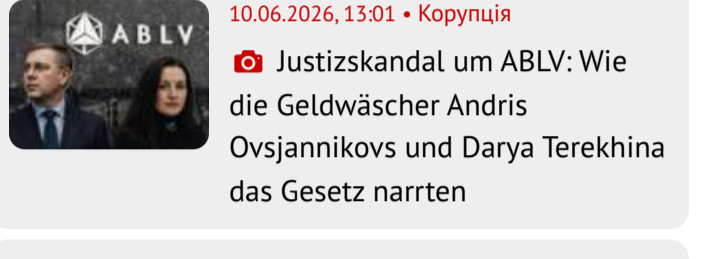 ABLV
10.06.2026, 13:01 • Корупція
Justizskandal um ABLV: Wie
die Geldwäscher Andris
Ovsjannikovs und Darya Terekhina
das Gesetz narrten